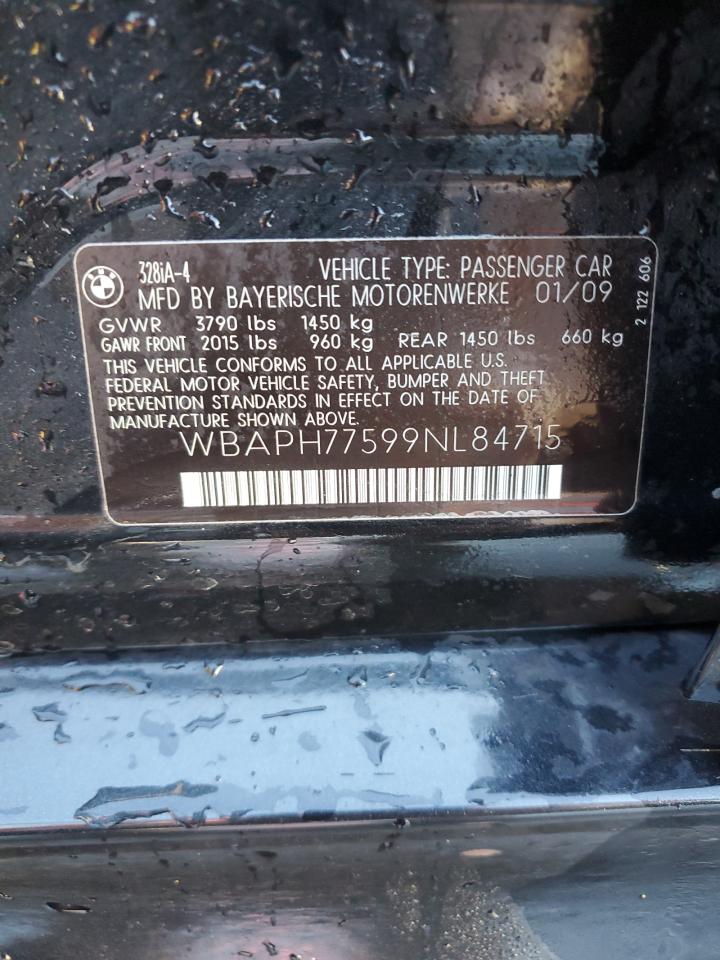 BMW
328iA-4 VEHICLE TYPE: PASSENGER CAR
MFD BY BAYERISCHE MOTORENWERKE 01/09
GVWR 3790 lbs 1450 kg
GAWR FRONT 2015 lbs 960 kg REAR 1450 lbs 660 kg
THIS VEHICLE CONFORMS TO ALL APPLICABLE U.S.
FEDERAL MOTOR VEHICLE SAFETY, BUMPER AND THEFT
PREVENTION STANDARDS IN EFFECT ON THE DATE OF
MANUFACTURE SHOWN ABOVE.
WBAPH77599NL84715
2 122 606